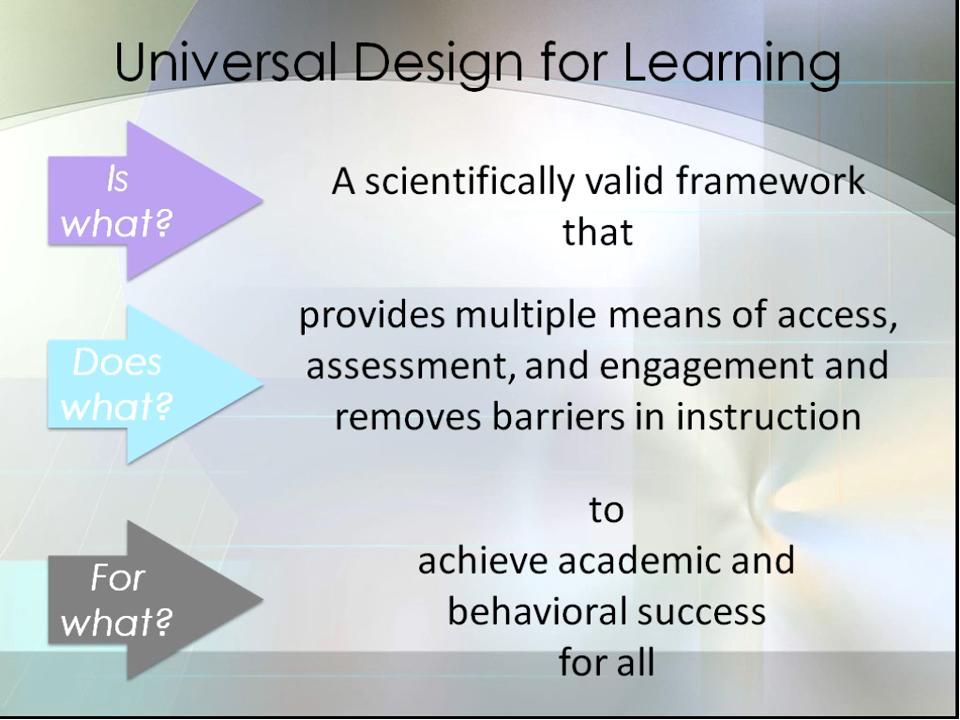 Universal Design for Learning
Is
what?
A scientifically valid framework
that
Does
what?
provides multiple means of access,
assessment, and engagement and
removes barriers in instruction
For
what?
to
achieve academic and
behavioral success
for all